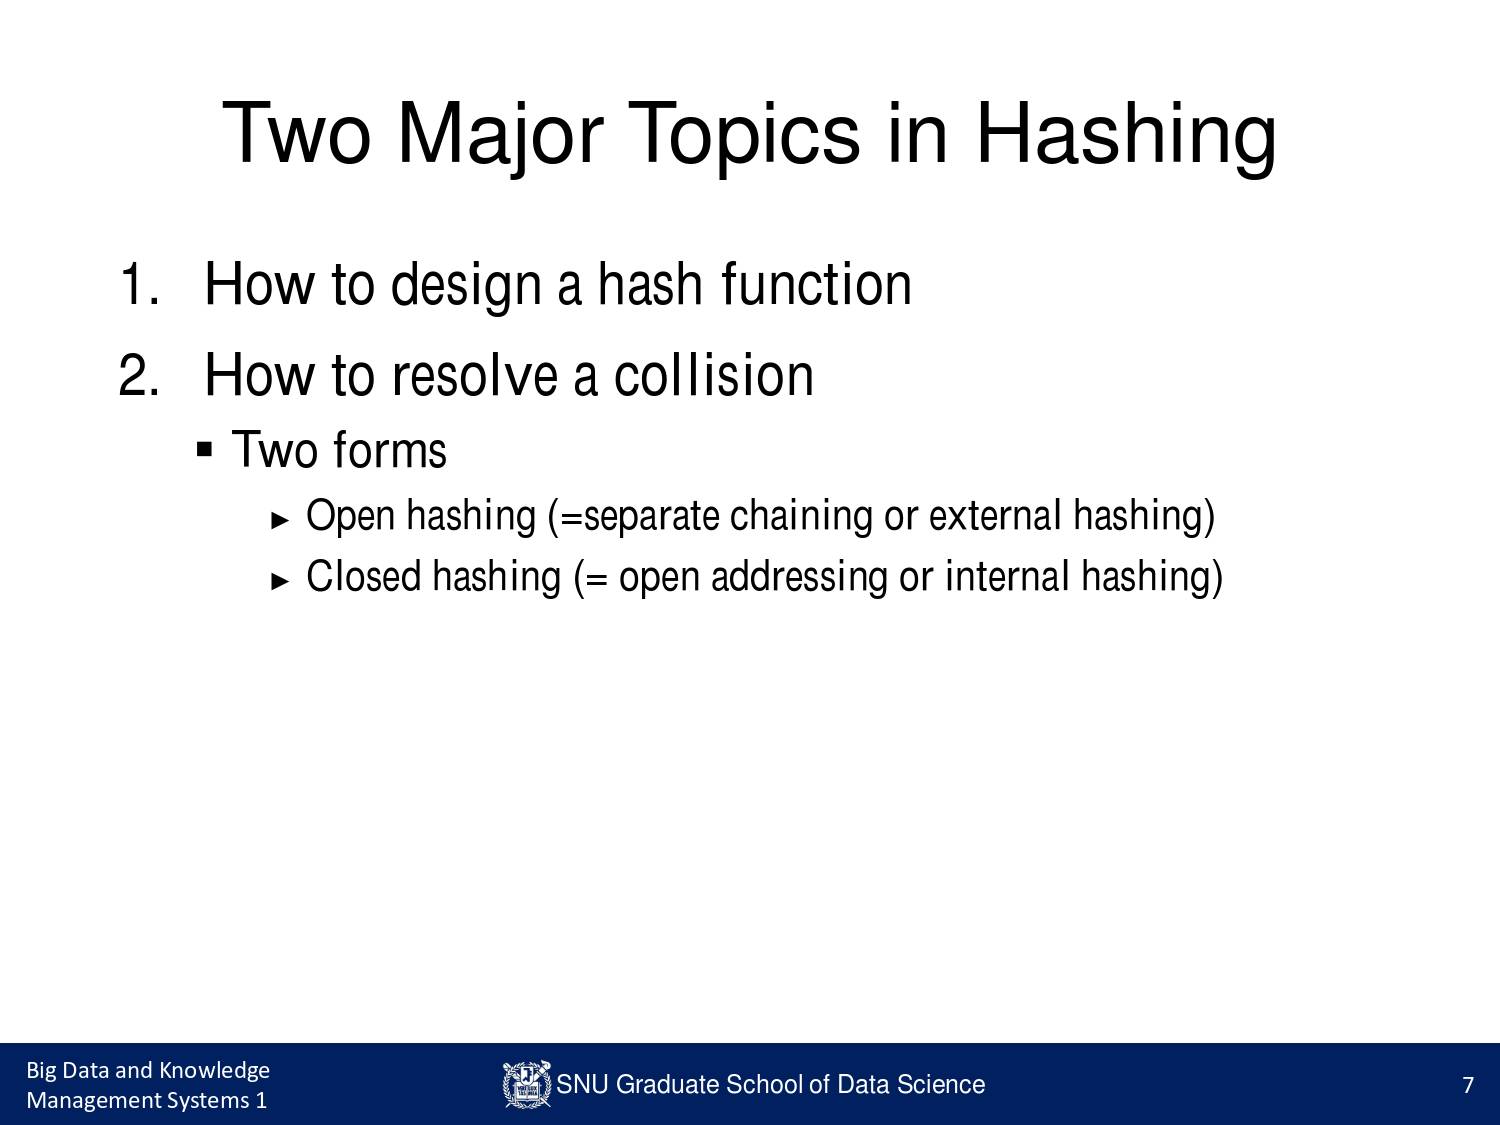 Two Major Topics in Hashing
1. How to design a hash function
2. How to resolve a collision
▪ Two forms
► Open hashing (=separate chaining or external hashing)
► Closed hashing (= open addressing or internal hashing)
Big Data and Knowledge
Management Systems 1
SNU Graduate School of Data Science
7